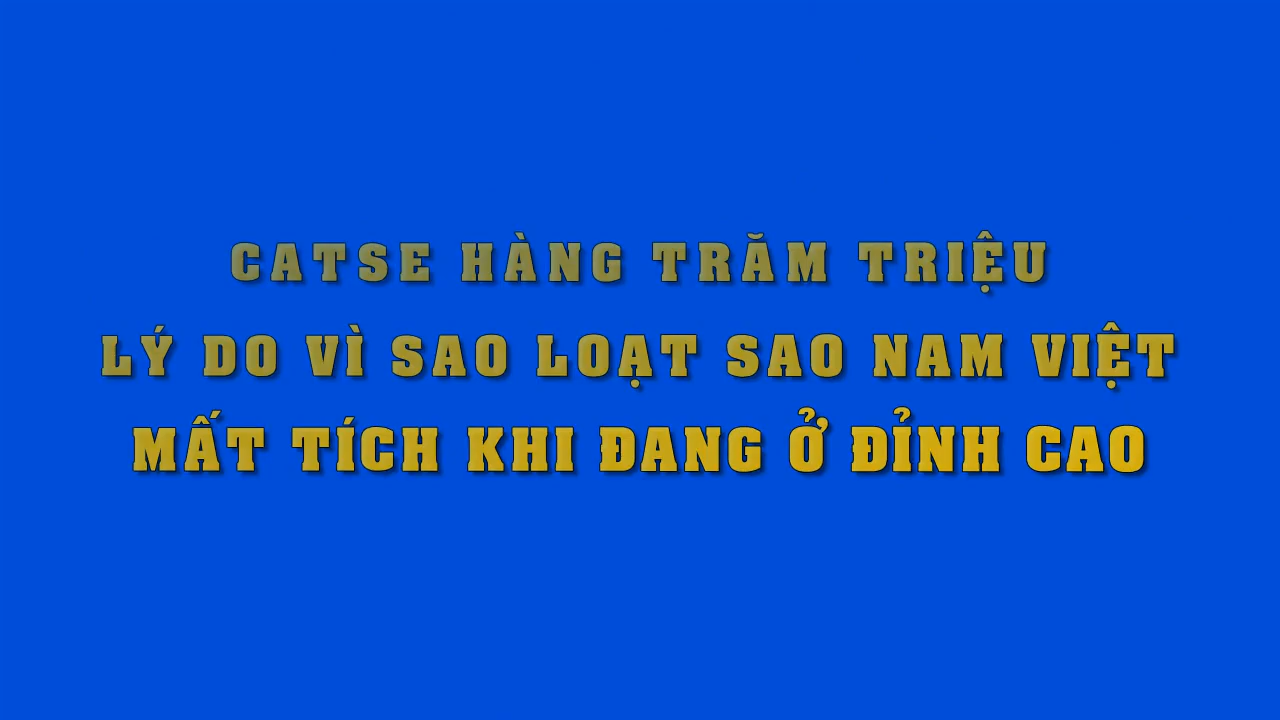 CATSE HÀNG TRĂM TRIỆU
LÝ DO VÌ SAO LOẠT SAO NAM VIỆT
MẤT TÍCH KHI ĐANG Ở ĐỈNH CAO